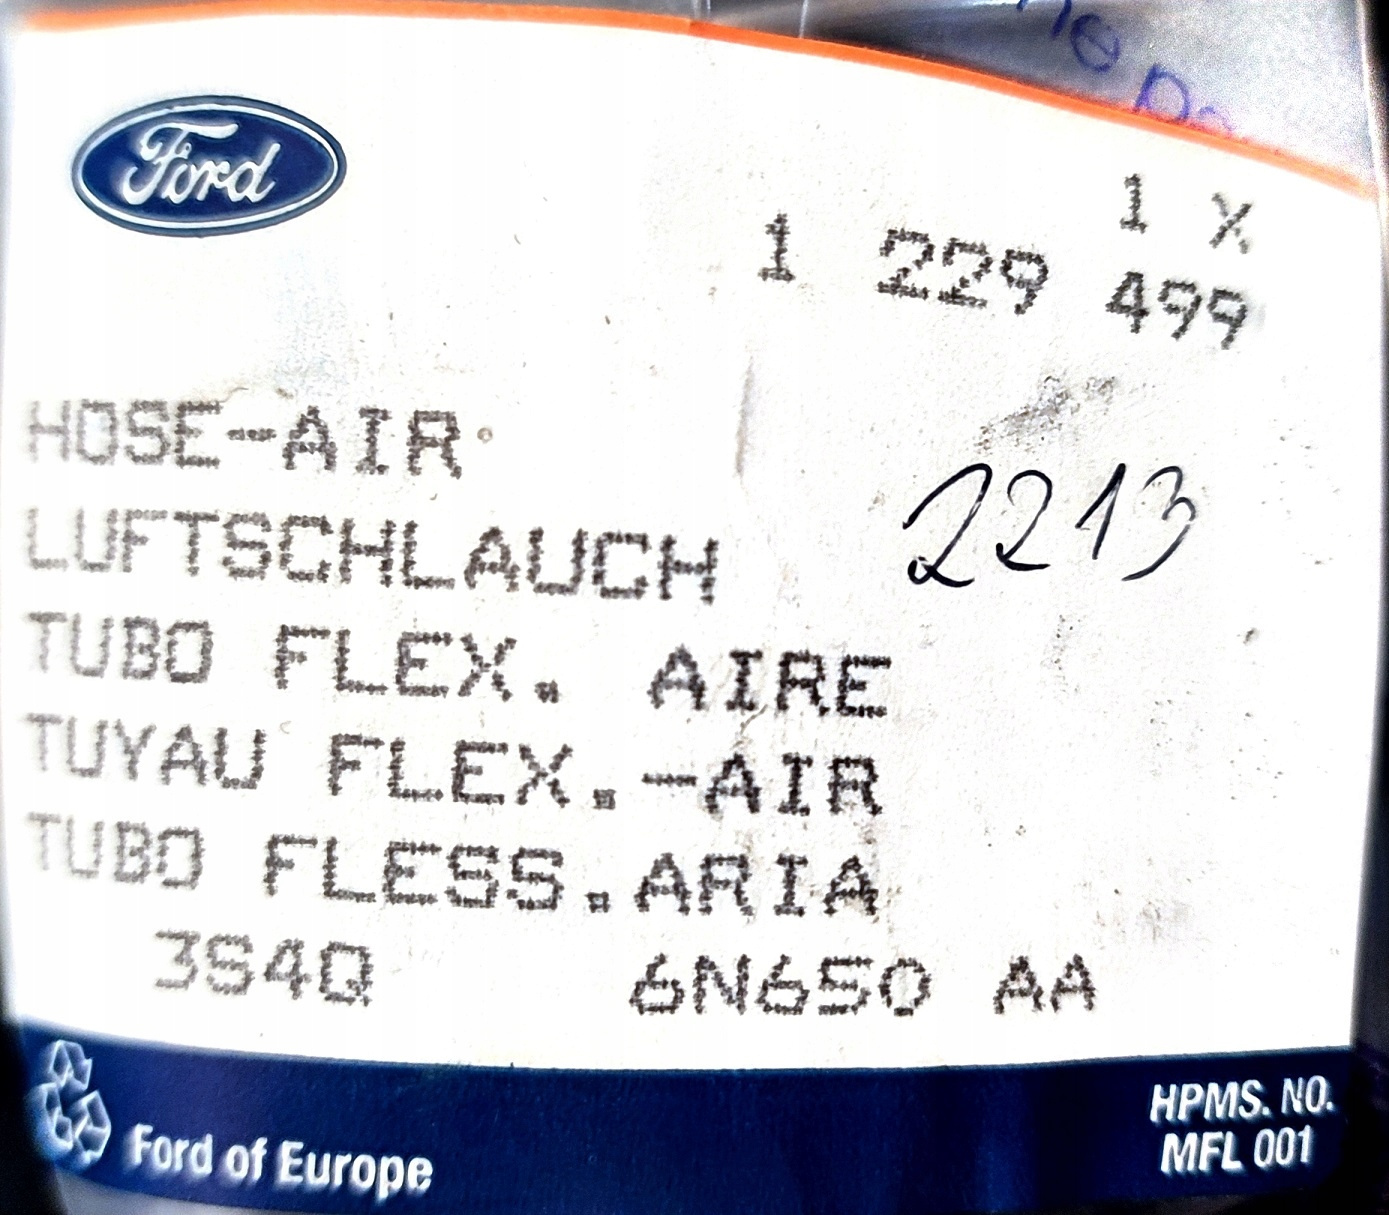 Ford
1 X
1 229 499
HOSE-AIR
2213
LUFTSCHLAUCH
TUBO FLEX. AIRE
TUYAU FLEX.-AIR
TUBO FLESS.ARIA
3S4Q 6N650 AA
HPMS. NO.
MFL 001
Ford of Europe